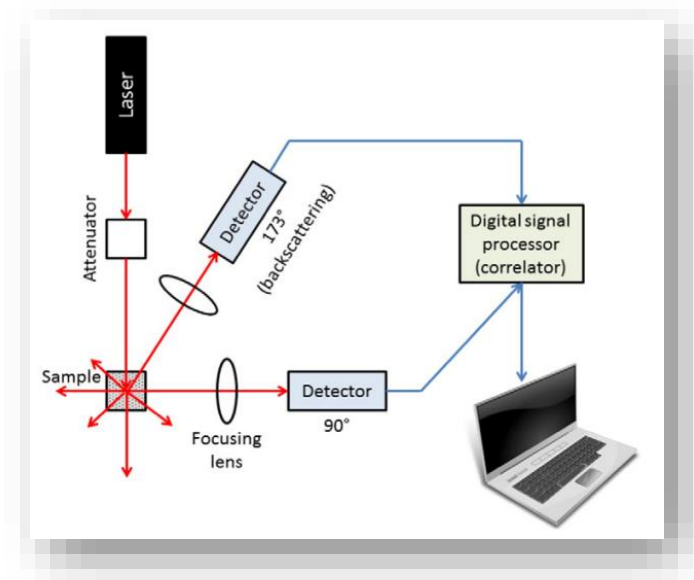 Laser
Attenuator
Sample
Detector
173°
(backscattering)
Focusing
lens
Detector
90°
Digital signal
processor
(correlator)